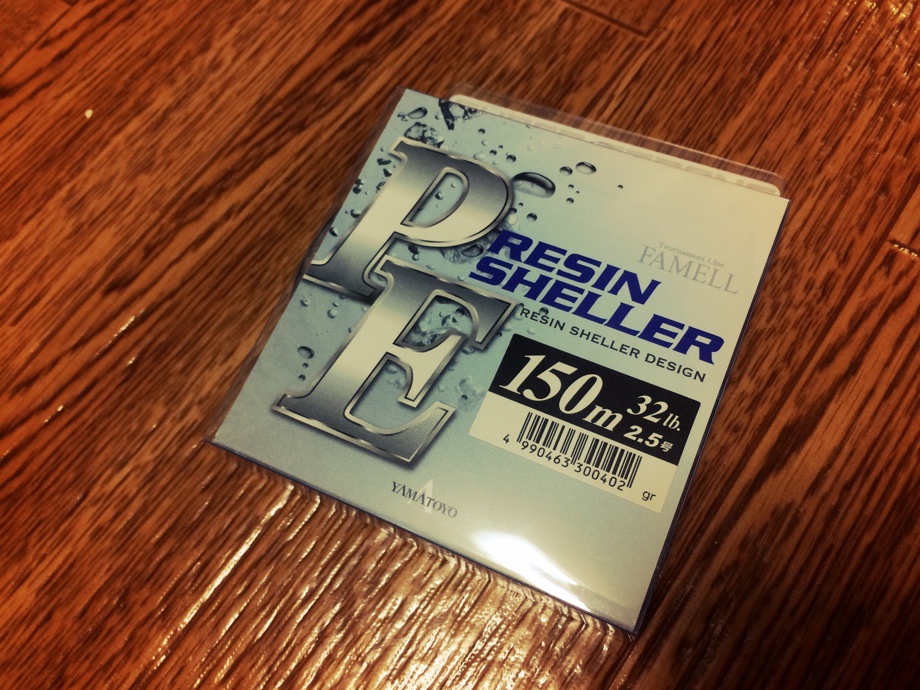 PE
RESIN
SHELLER
Tournament Line
FAMELL
RESIN SHELLER DESIGN
150m 32lb.
2.5号
4 990463 300402
gr
YAMATOYO